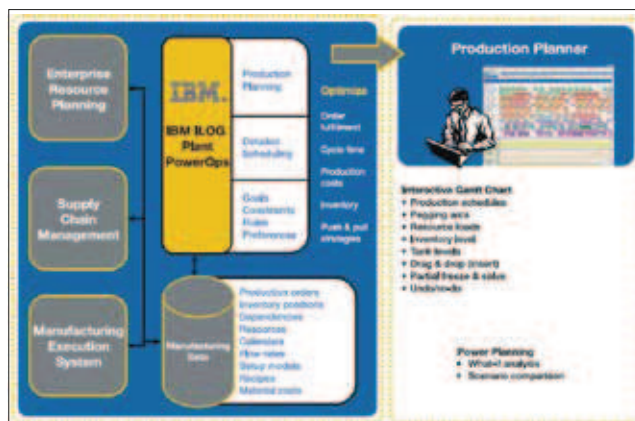 Enterprise
Resource
Planning
Supply
Chain
Management
Manufacturing
Execution
System
IBM.
IBM ILOG
Plant
PowerOps
Production
Planning
Detailed
Scheduling
Goals
Constraints
Rules
Preferences
Optimize
Order
fulfillment
Cycle time
Production
costs
Inventory
Push & pull
strategies
Manufacturing
Data
Production orders
Inventory positions
Dependencies
Resources
Calendars
Flow rates
Setup models
Recipes
Material costs
Production Planner
Interactive Gantt Chart
• Production schedules
• Pegging arcs
• Resource loads
• Inventory level
• Tank levels
• Drag & drop (insert)
• Partial freeze & solve
• Undo/redo
Power Planning
• What-if analysis
• Scenario comparison